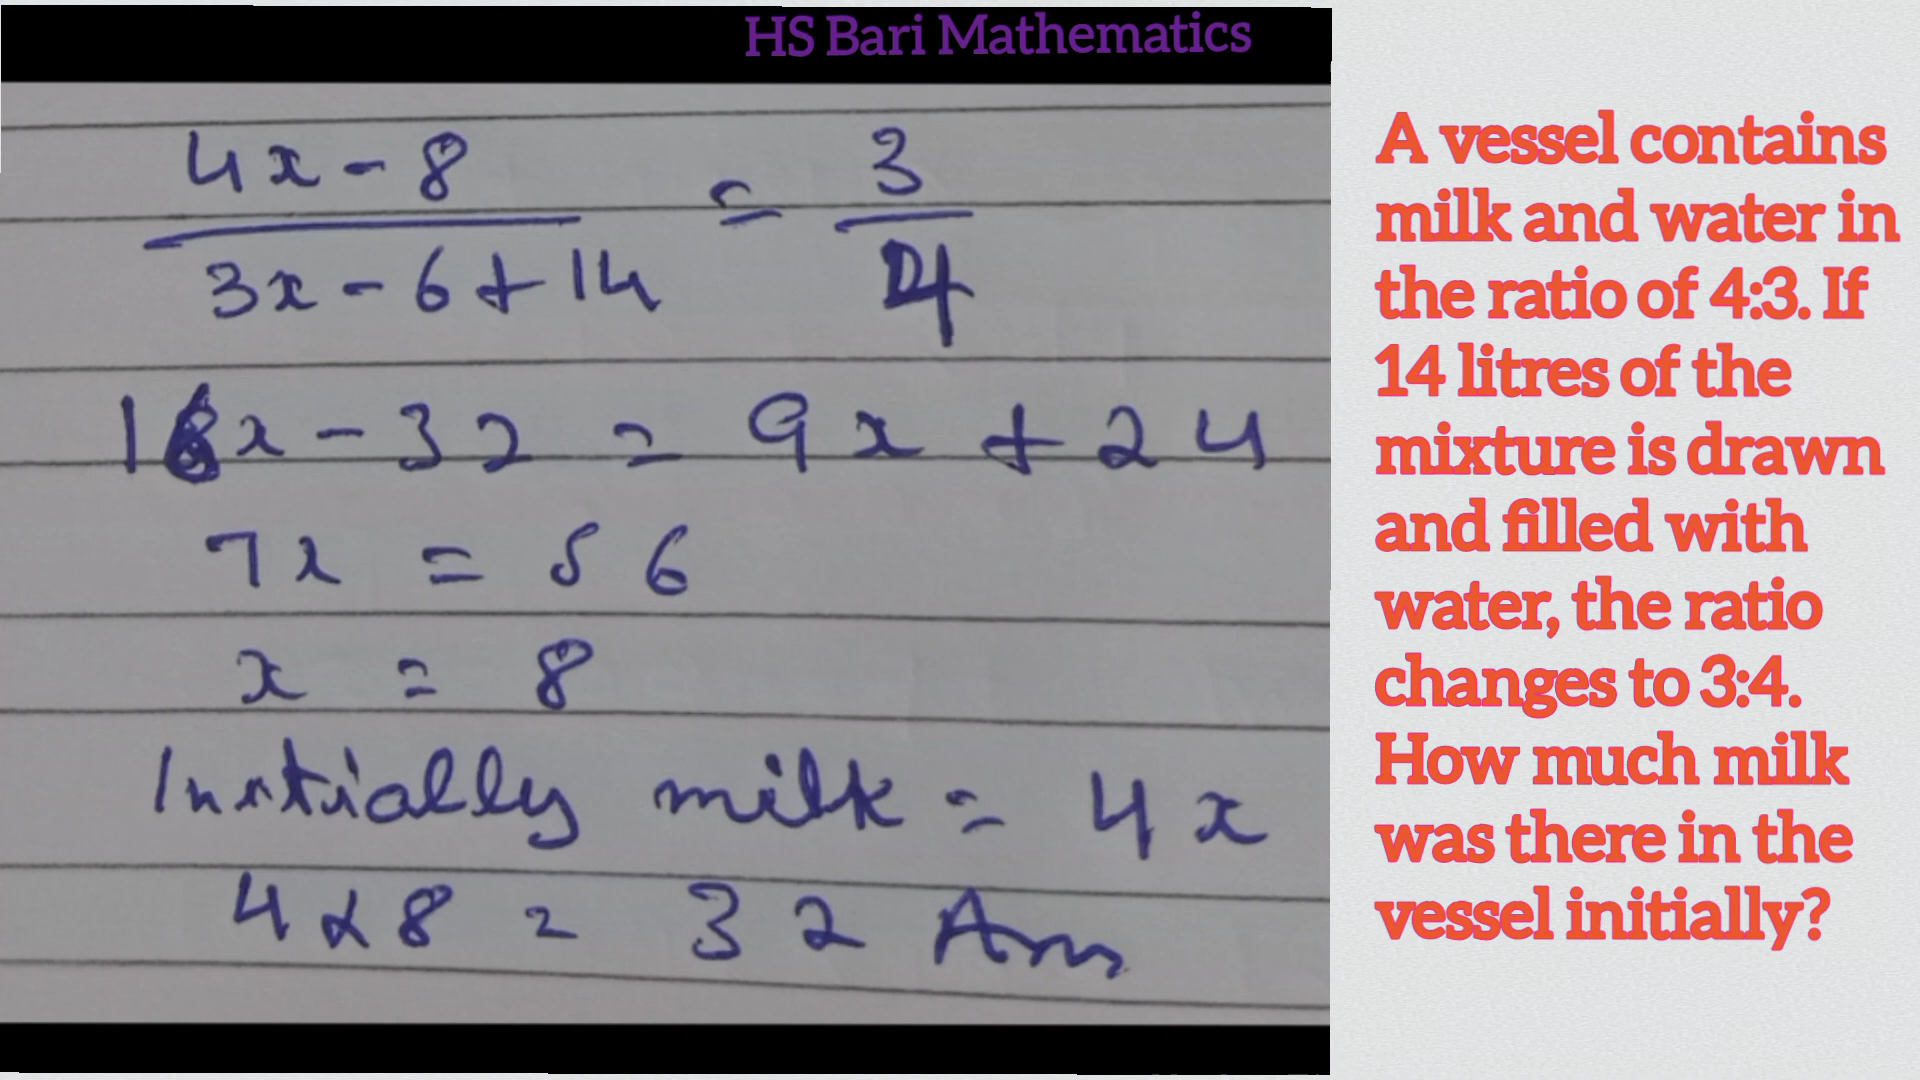 HS Bari Mathematics
4x - 8 = 3
3x - 6 + 14 4
16x - 32 = 9x + 24
7x = 56
x = 8
Initially milk = 4x
4 x 8 = 32 Ans
A vessel contains
milk and water in
the ratio of 4:3. If
14 litres of the
mixture is drawn
and filled with
water, the ratio
changes to 3:4.
How much milk
was there in the
vessel initially?